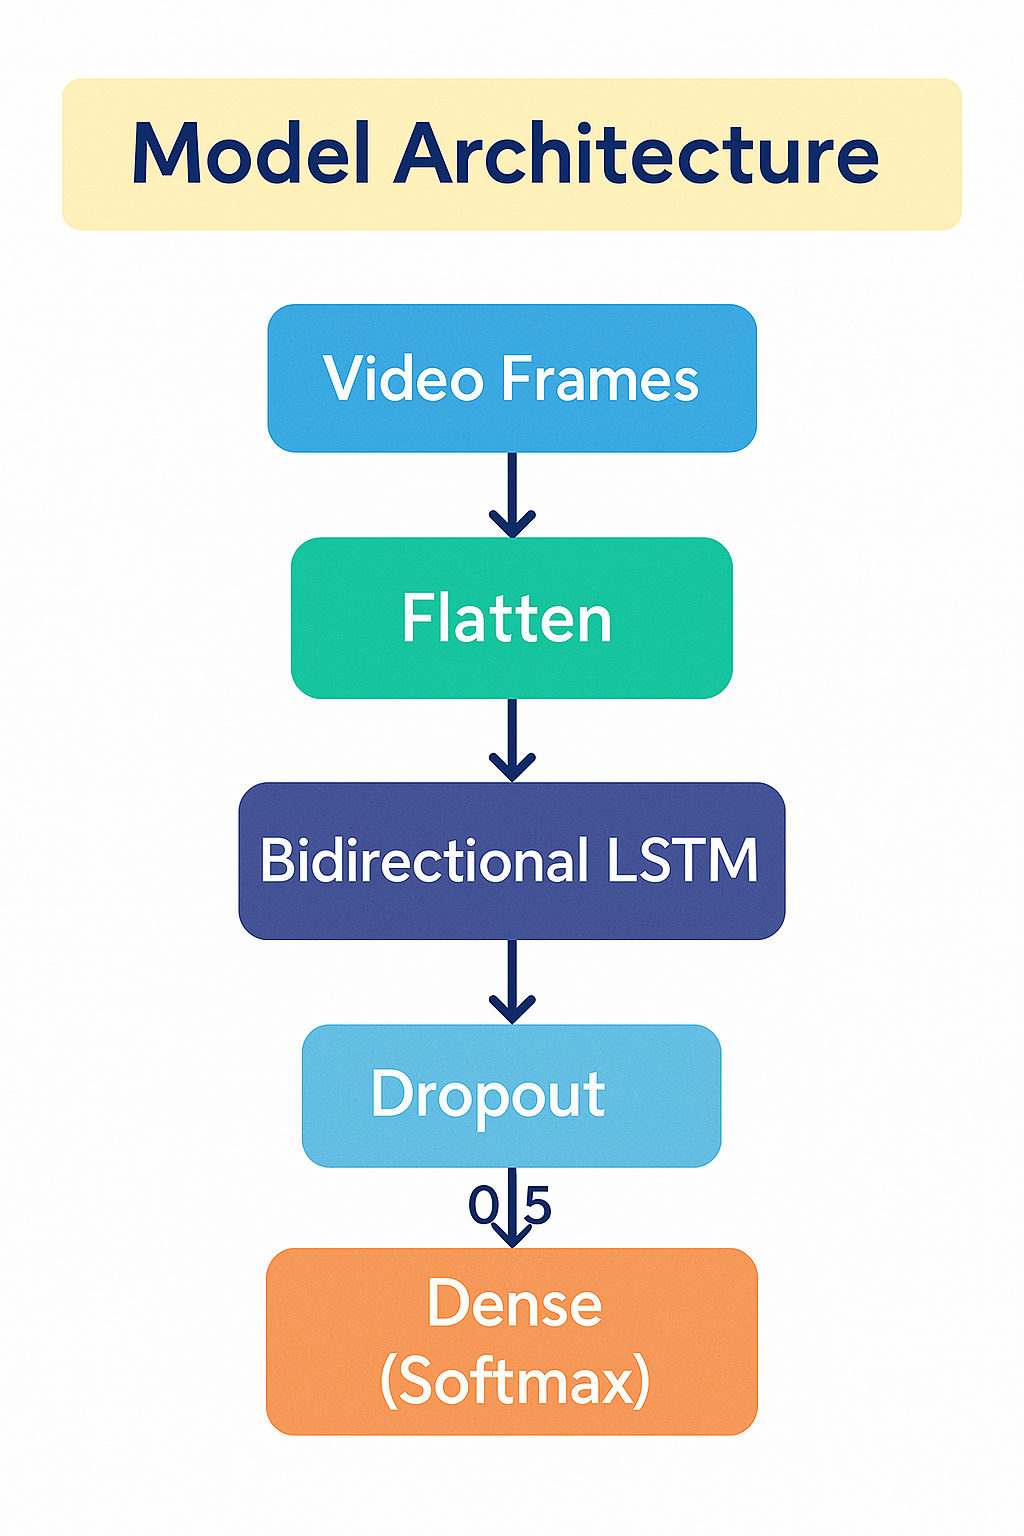 Model Architecture
Video Frames
Flatten
Bidirectional LSTM
Dropout
0 5
Dense
(Softmax)